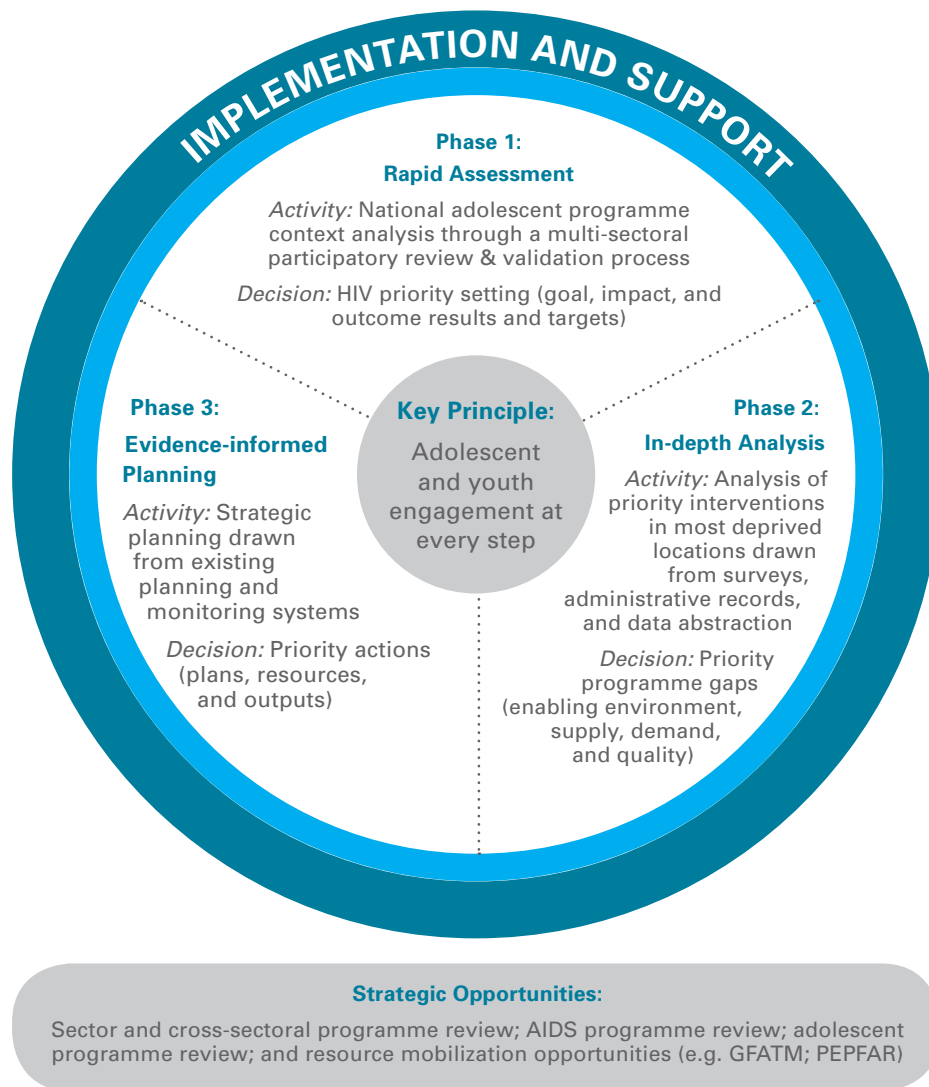 IMPLEMENTATION AND SUPPORT
Phase 1:
Rapid Assessment
Activity: National adolescent programme
context analysis through a multi-sectoral
participatory review & validation process
Decision: HIV priority setting (goal, impact, and
outcome results and targets)
Key Principle:
Adolescent
and youth
engagement at
every step
Phase 2:
In-depth Analysis
Activity: Analysis of
priority interventions
in most deprived
locations drawn
from surveys,
administrative records,
and data abstraction
Decision: Priority
programme gaps
(enabling environment,
supply, demand,
and quality)
Phase 3:
Evidence-informed
Planning
Activity: Strategic
planning drawn
from existing
planning and
monitoring systems
Decision: Priority actions
(plans, resources,
and outputs)
Strategic Opportunities:
Sector and cross-sectoral programme review; AIDS programme review; adolescent
programme review; and resource mobilization opportunities (e.g. GFATM; PEPFAR)